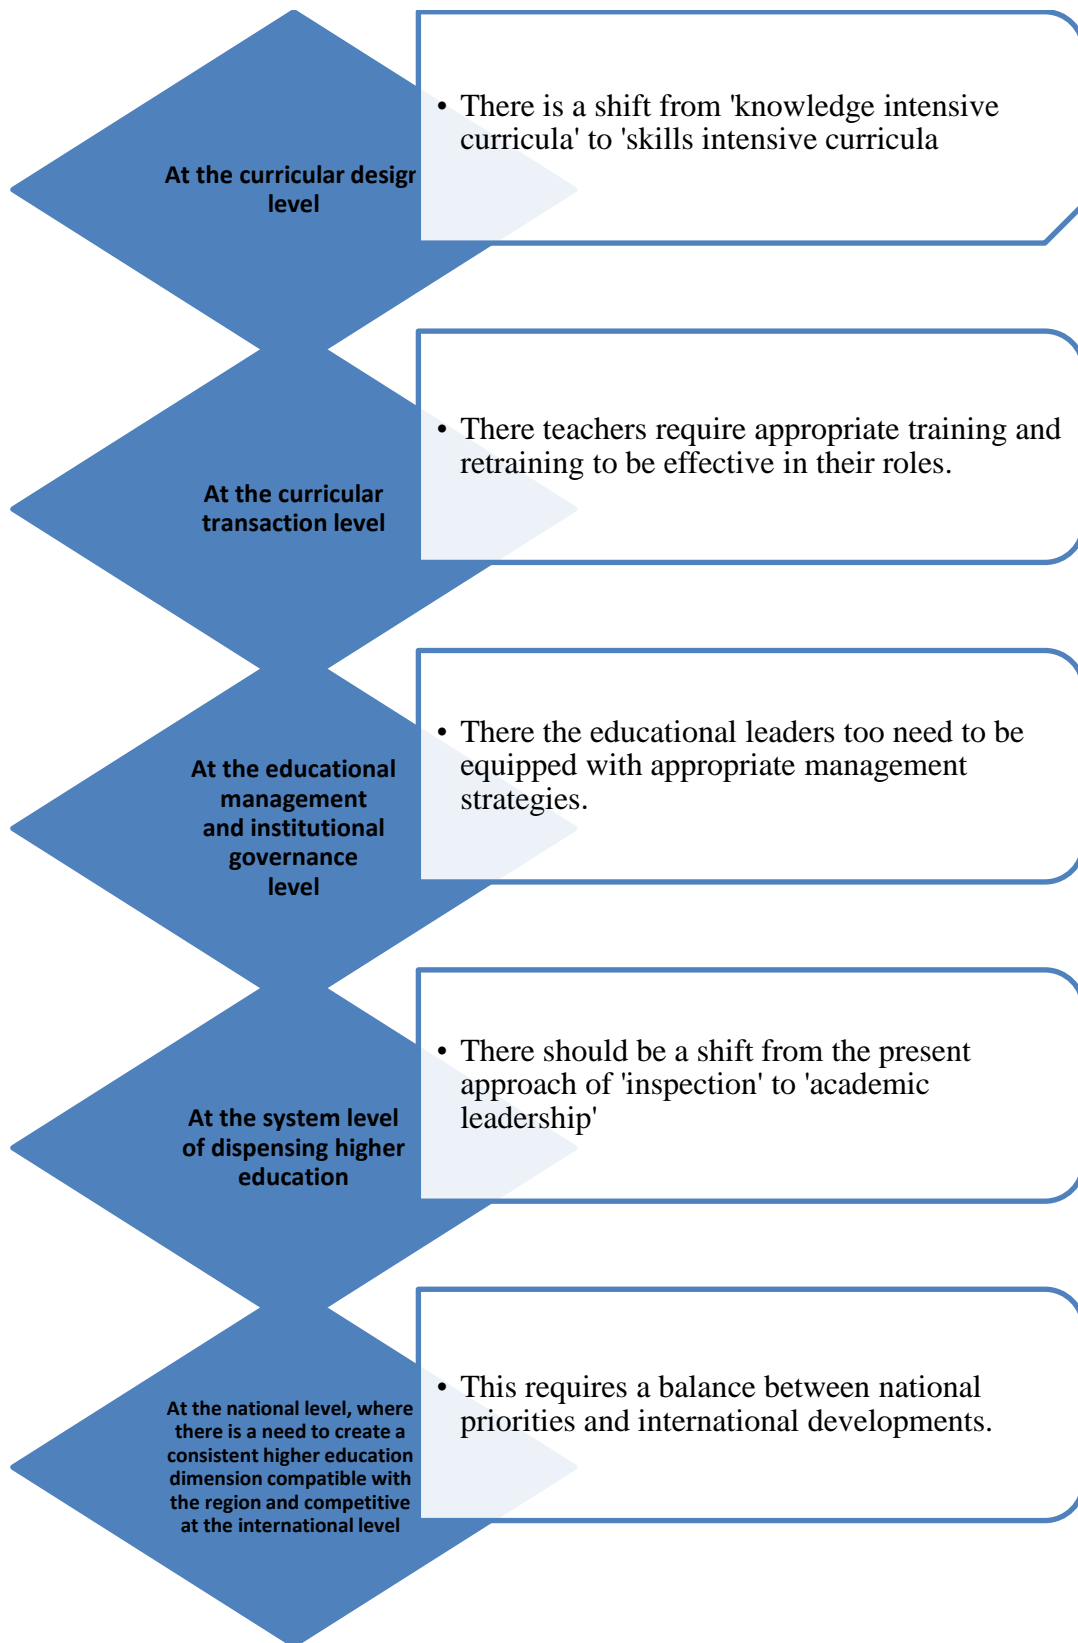 At the curricular design
level
• There is a shift from 'knowledge intensive
curricula' to 'skills intensive curricula
At the curricular
transaction level
• There teachers require appropriate training and
retraining to be effective in their roles.
At the educational
management
and institutional
governance
level
• There the educational leaders too need to be
equipped with appropriate management
strategies.
At the system level
of dispensing higher
education
• There should be a shift from the present
approach of 'inspection' to 'academic
leadership'
At the national level, where
there is a need to create a
consistent higher education
dimension compatible with
the region and competitive
at the international level
• This requires a balance between national
priorities and international developments.